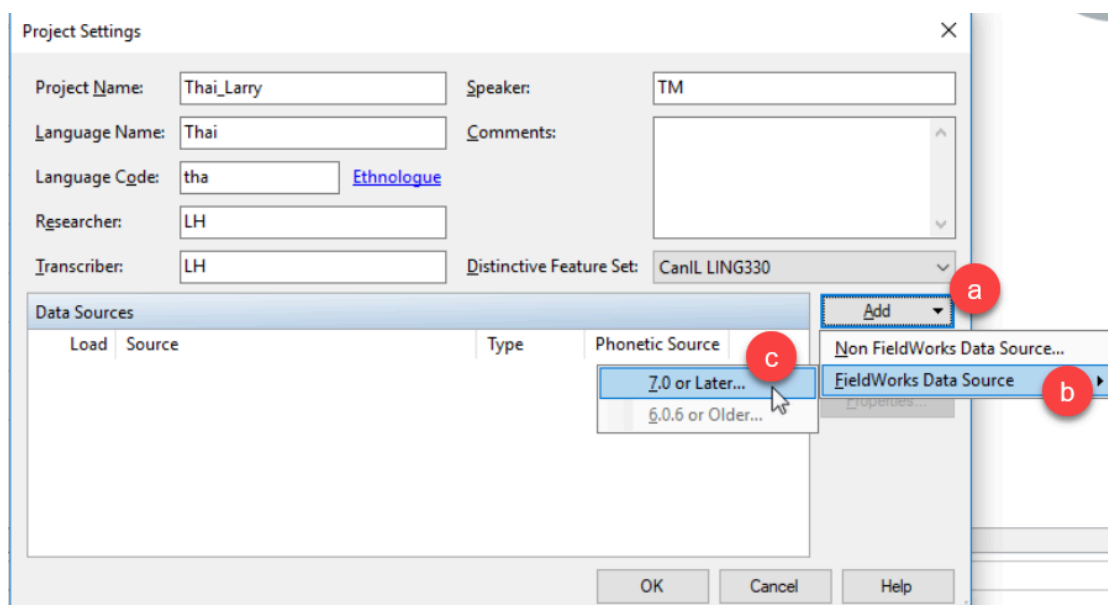 Project Settings
Project Name: Thai_Larry Speaker: TM
Language Name: Thai Comments:
Language Code: tha Ethnologue
Researcher: LH
Transcriber: LH Distinctive Feature Set: CanIL LING330
a
Data Sources Add
Load Source Type Phonetic Source Non FieldWorks Data Source...
c
7.0 or Later... FieldWorks Data Source b
6.0.6 or Older... Properties...
OK Cancel Help